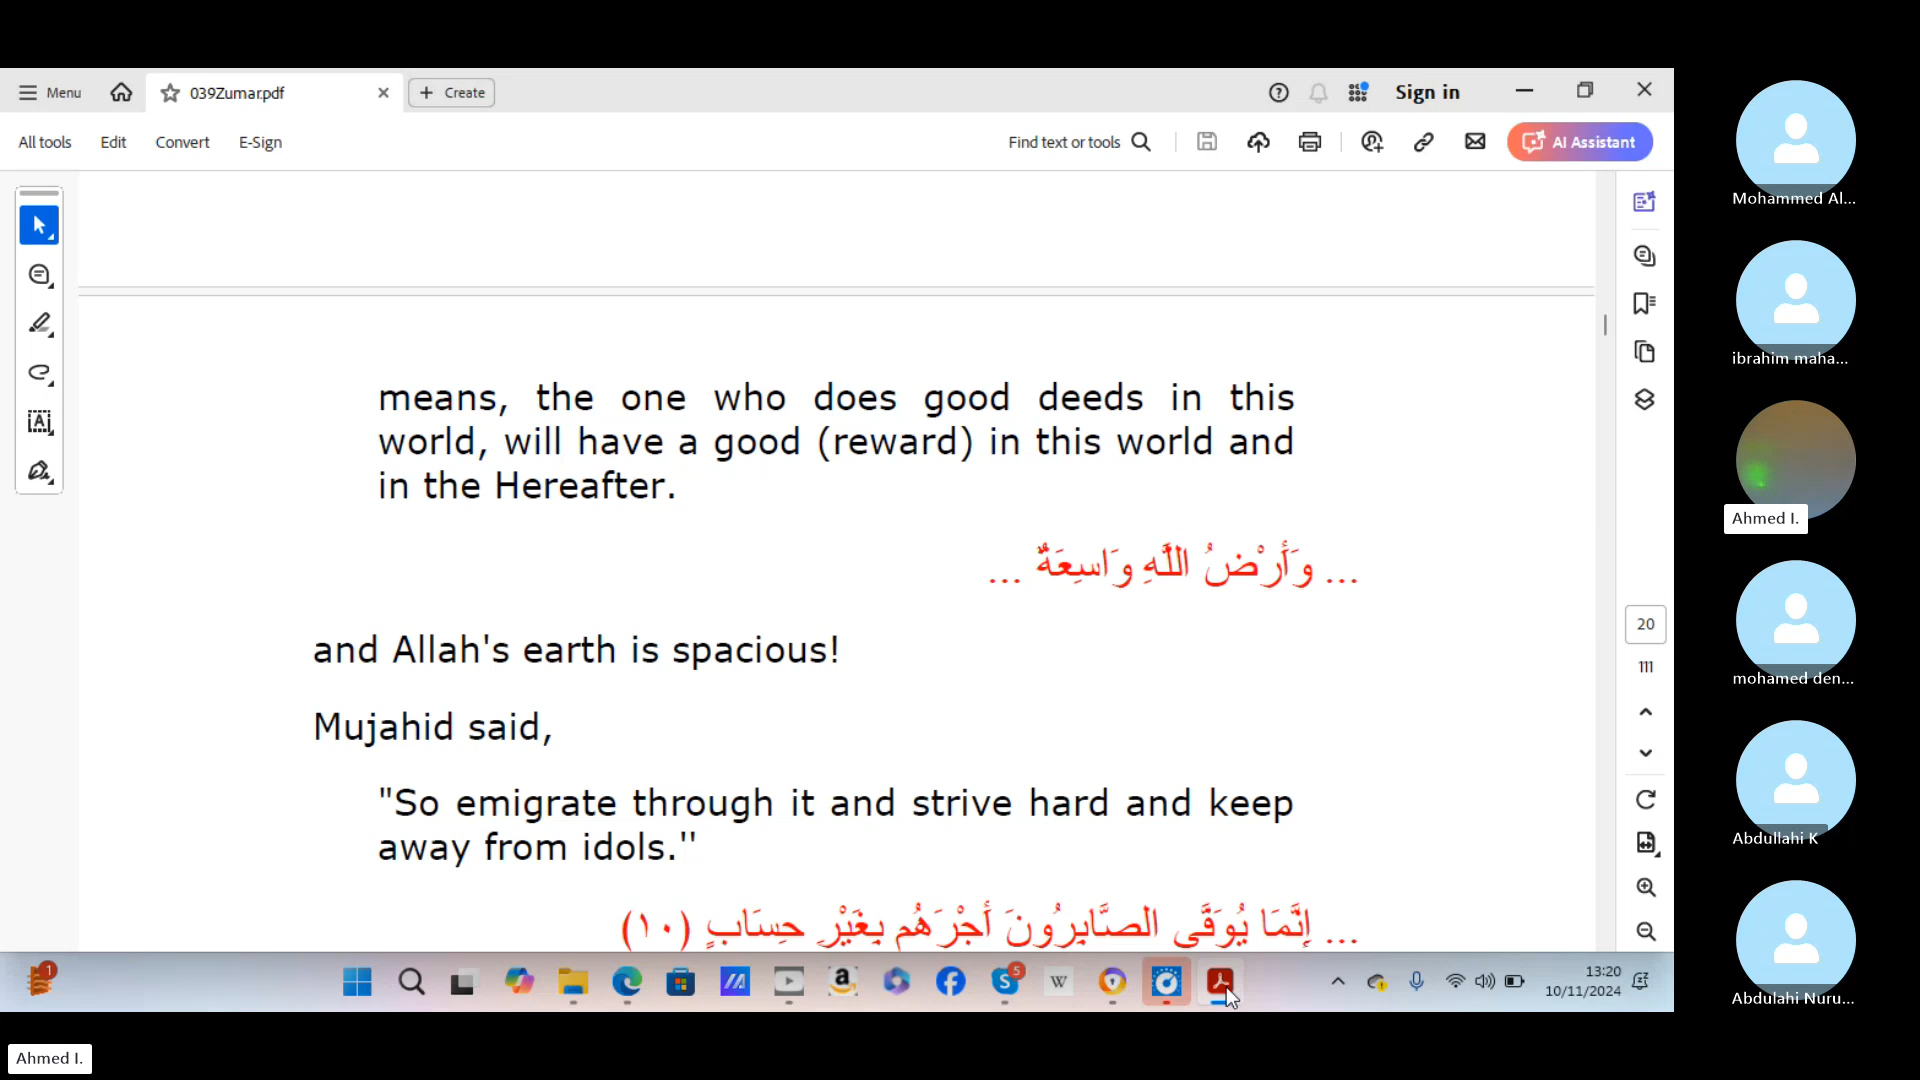 Menu
039Zumar.pdf
Create
Sign in
All tools
Edit
Convert
E-Sign
Find text or tools
AI Assistant
means, the one who does good deeds in this
world, will have a good (reward) in this world and
in the Hereafter.
... وَأَرْضُ اللَّهِ وَاسِعَةٌ ...
and Allah's earth is spacious!
Mujahid said,
"So emigrate through it and strive hard and keep
away from idols.''
... إِنَّمَا يُوَفَّى الصَّابِرُونَ أَجْرَهُم بِغَيْرِ حِسَابٍ (١٠)
20
111
1
a
5
W
13:20
10/11/2024
Mohammed Al...
ibrahim maha...
Ahmed I.
mohamed den...
Abdullahi K
Abdulahi Nuru...
Ahmed I.